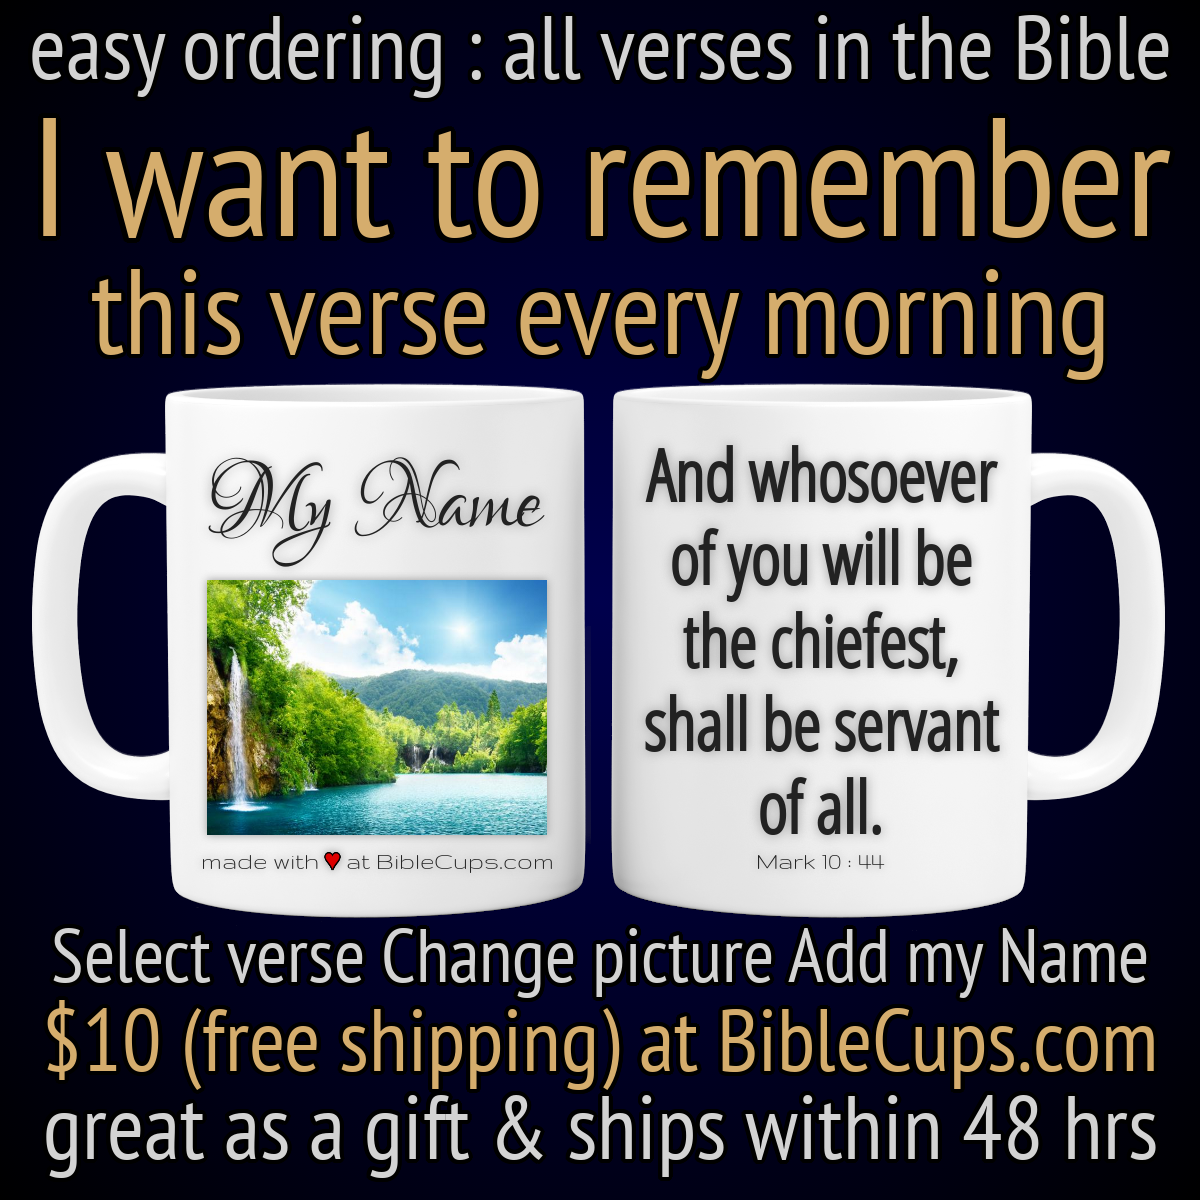 easy ordering : all verses in the Bible
I want to remember
this verse every morning
My Name
made with ♥ at BibleCups.com
And whosoever
of you will be
the chiefest,
shall be servant
of all.
Mark 10 : 44
Select verse Change picture Add my Name
$10 (free shipping) at BibleCups.com
great as a gift & ships within 48 hrs